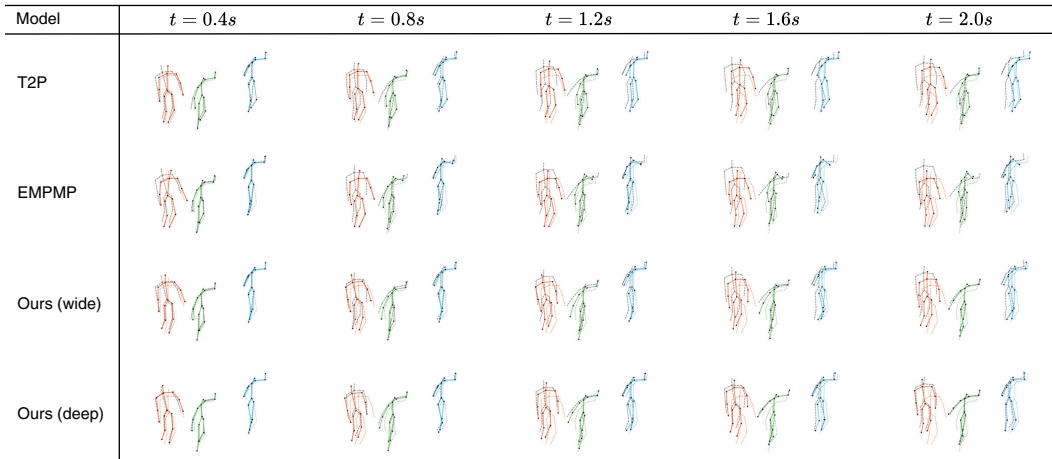 Model t = 0.4s t = 0.8s t = 1.2s t = 1.6s t = 2.0s
T2P
EMPMP
Ours (wide)
Ours (deep)